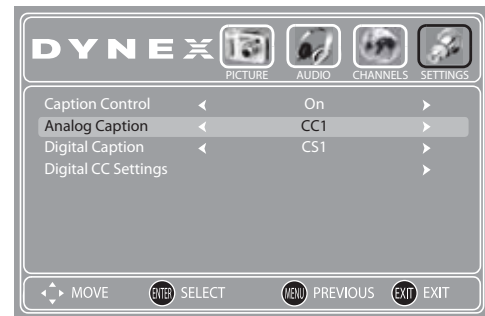 DYNEX
PICTURE AUDIO CHANNELS SETTINGS
Caption Control On
Analog Caption CC1
Digital Caption CS1
Digital CC Settings
MOVE ENTER SELECT MENU PREVIOUS EXIT EXIT